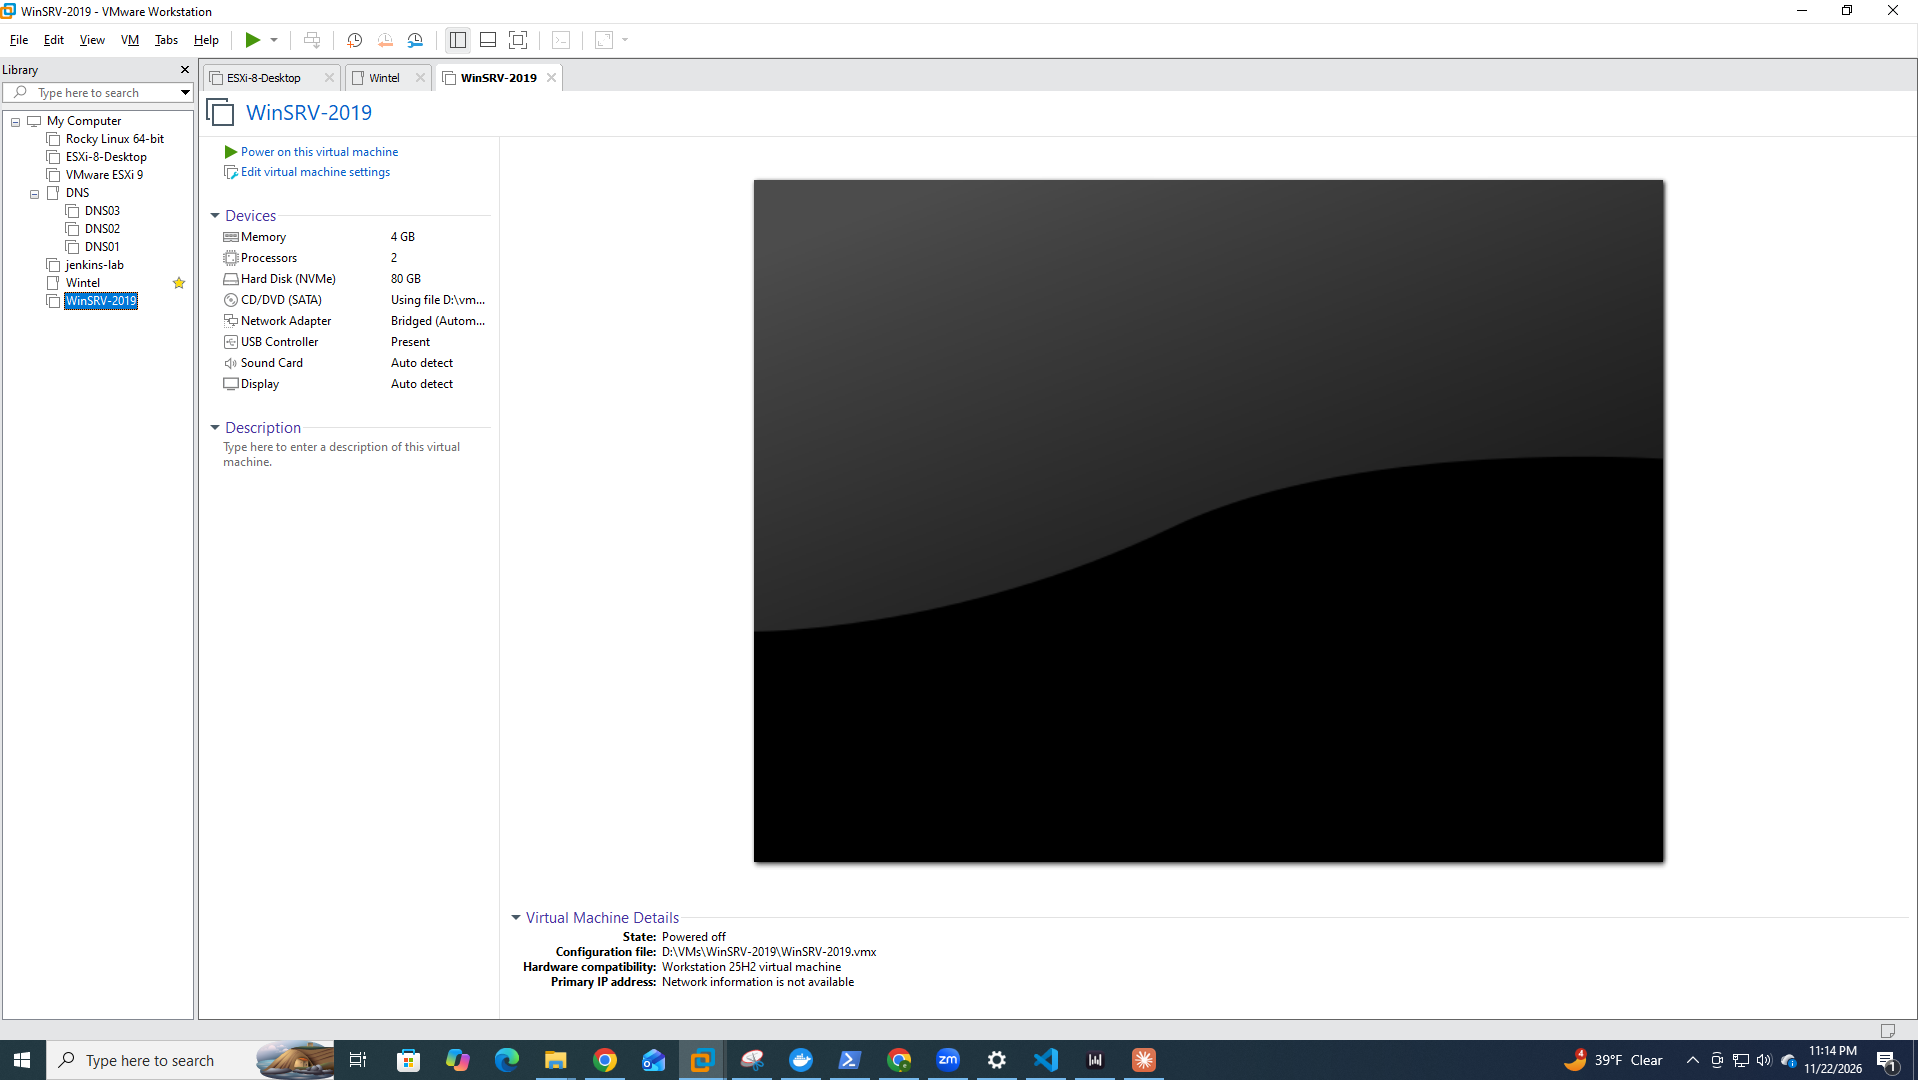 WinSRV-2019 - VMware Workstation
File Edit View VM Tabs Help
Library
Type here to search
My Computer
Rocky Linux 64-bit
ESXi-8-Desktop
VMware ESXi 9
DNS
DNS03
DNS02
DNS01
jenkins-lab
Wintel
WinSRV-2019
ESXi-8-Desktop Wintel WinSRV-2019
WinSRV-2019
Power on this virtual machine
Edit virtual machine settings
Devices
Memory 4 GB
Processors 2
Hard Disk (NVMe) 80 GB
CD/DVD (SATA) Using file D:\vm...
Network Adapter Bridged (Autom...
USB Controller Present
Sound Card Auto detect
Display Auto detect
Description
Type here to enter a description of this virtual
machine.
Virtual Machine Details
State: Powered off
Configuration file: D:\VMs\WinSRV-2019\WinSRV-2019.vmx
Hardware compatibility: Workstation 25H2 virtual machine
Primary IP address: Network information is not available
Type here to search
zm
4
39°F Clear
11:14 PM
11/22/2026
1